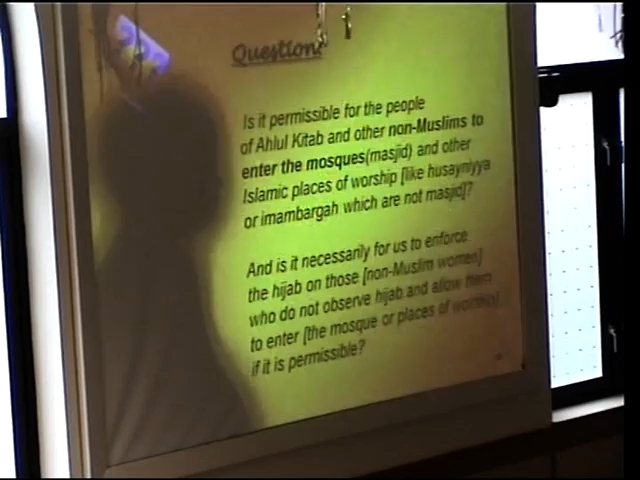 Question:
Is it permissible for the people
of Ahlul Kitab and other non-Muslims to
enter the mosques(masjid) and other
Islamic places of worship [like husayniyya
or imambargah which are not masjid]?
And is it necessarily for us to enforce
the hijab on those [non-Muslim women]
who do not observe hijab and allow them
to enter [the mosque or places of worship]
if it is permissible?